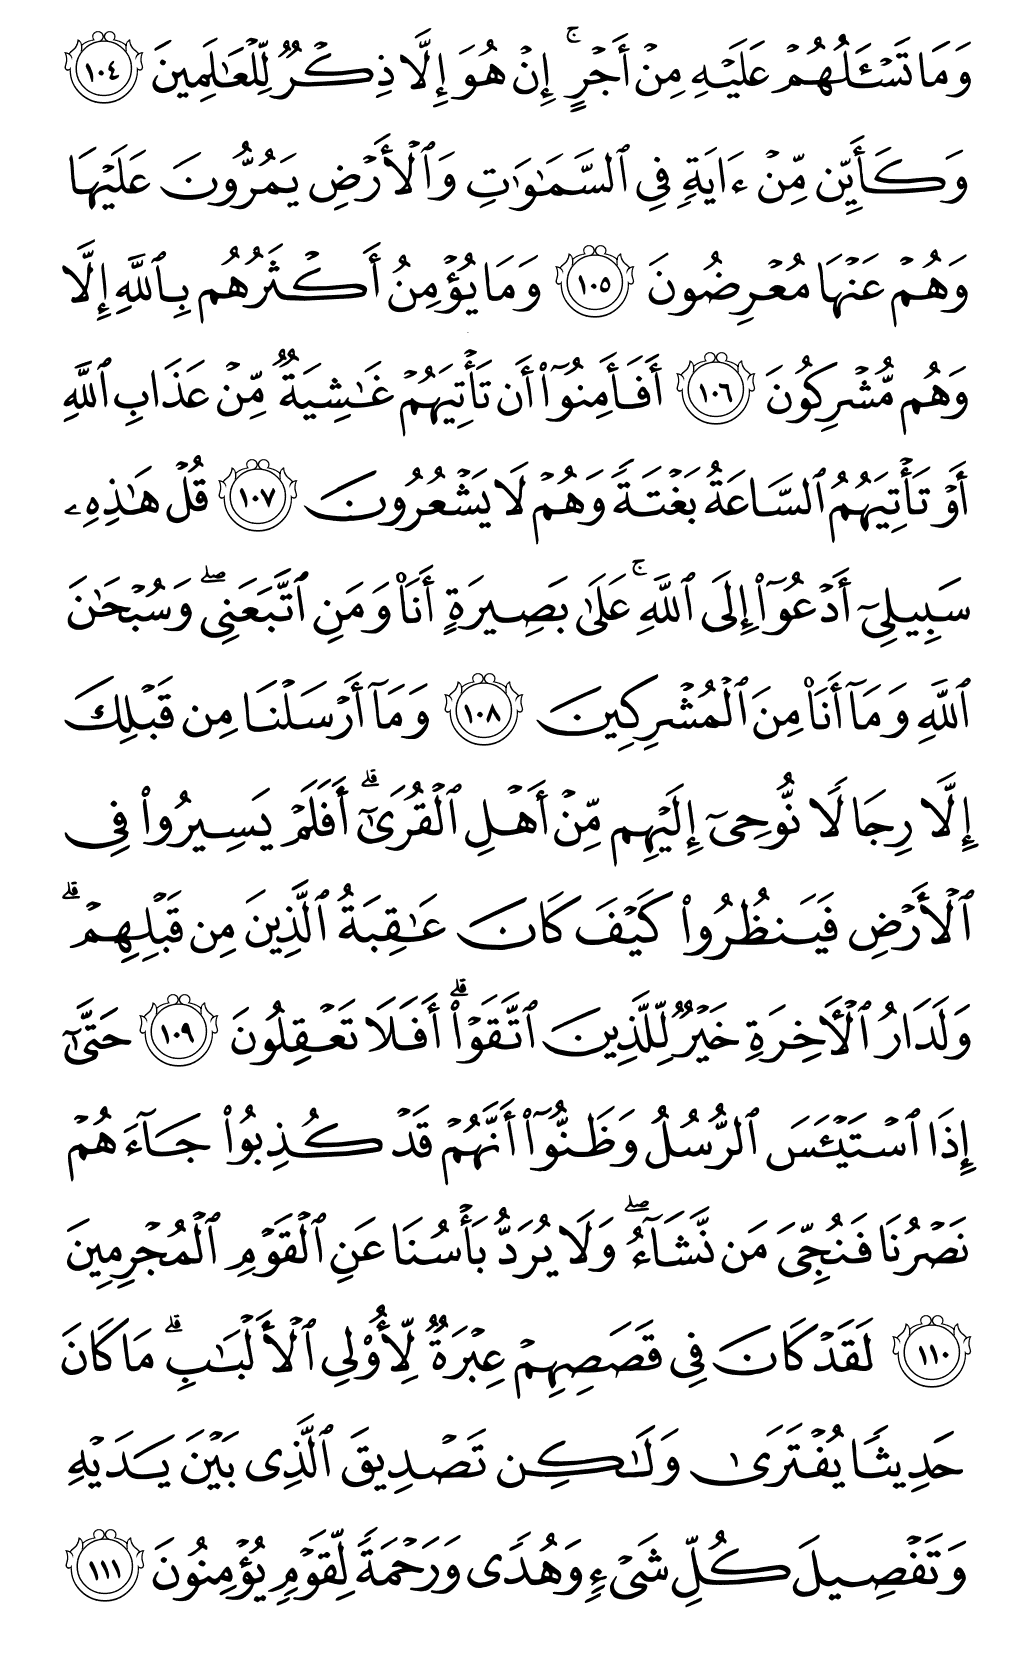 وَمَا تَسۡـَٔلُهُمۡ عَلَيۡهِ مِنۡ أَجۡرٍۚ إِنۡ هُوَ إِلَّا ذِكۡرٞ لِّلۡعَٰلَمِينَ ١٠٤
وَكَأَيِّن مِّنۡ ءَايَةٖ فِي ٱلسَّمَٰوَٰتِ وَٱلۡأَرۡضِ يَمُرُّونَ عَلَيۡهَا
وَهُمۡ عَنۡهَا مُعۡرِضُونَ ١٠٥ وَمَا يُؤۡمِنُ أَكۡثَرُهُم بِٱللَّهِ إِلَّا
وَهُم مُّشۡرِكُونَ ١٠٦ أَفَأَمِنُوٓاْ أَن تَأۡتِيَهُمۡ غَٰشِيَةٞ مِّنۡ عَذَابِ ٱللَّهِ
أَوۡ تَأۡتِيَهُمُ ٱلسَّاعَةُ بَغۡتَةٗ وَهُمۡ لَا يَشۡعُرُونَ ١٠٧ قُلۡ هَٰذِهِۦ
سَبِيلِيٓ أَدۡعُوٓاْ إِلَى ٱللَّهِۚ عَلَىٰ بَصِيرَةٍ أَنَا۠ وَمَنِ ٱتَّبَعَنِيۖ وَسُبۡحَٰنَ
ٱللَّهِ وَمَآ أَنَا۠ مِنَ ٱلۡمُشۡرِكِينَ ١٠٨ وَمَآ أَرۡسَلۡنَا مِن قَبۡلِكَ
إِلَّا رِجَالٗا نُّوحِيٓ إِلَيۡهِم مِّنۡ أَهۡلِ ٱلۡقُرَىٰٓۗ أَفَلَمۡ يَسِيرُواْ فِي
ٱلۡأَرۡضِ فَيَنظُرُواْ كَيۡفَ كَانَ عَٰقِبَةُ ٱلَّذِينَ مِن قَبۡلِهِمۡۗ
وَلَدَارُ ٱلۡأٓخِرَةِ خَيۡرٞ لِّلَّذِينَ ٱتَّقَوۡاْۗ أَفَلَا تَعۡقِلُونَ ١٠٩ حَتَّىٰٓ
إِذَا ٱسۡتَيۡـَٔسَ ٱلرُّسُلُ وَظَنُّوٓاْ أَنَّهُمۡ قَدۡ كُذِبُواْ جَآءَهُمۡ
نَصۡرُنَا فَنُجِّيَ مَن نَّشَآءُۖ وَلَا يُرَدُّ بَأۡسُنَا عَنِ ٱلۡقَوۡمِ ٱلۡمُجۡرِمِينَ
١١٠ لَقَدۡ كَانَ فِي قَصَصِهِمۡ عِبۡرَةٞ لِّأُوْلِي ٱلۡأَلۡبَٰبِۗ مَا كَانَ
حَدِيثٗا يُفۡتَرَىٰ وَلَٰكِن تَصۡدِيقَ ٱلَّذِي بَيۡنَ يَدَيۡهِ
وَتَفۡصِيلَ كُلِّ شَيۡءٖ وَهُدٗى وَرَحۡمَةٗ لِّقَوۡمٖ يُؤۡمِنُونَ ١١١